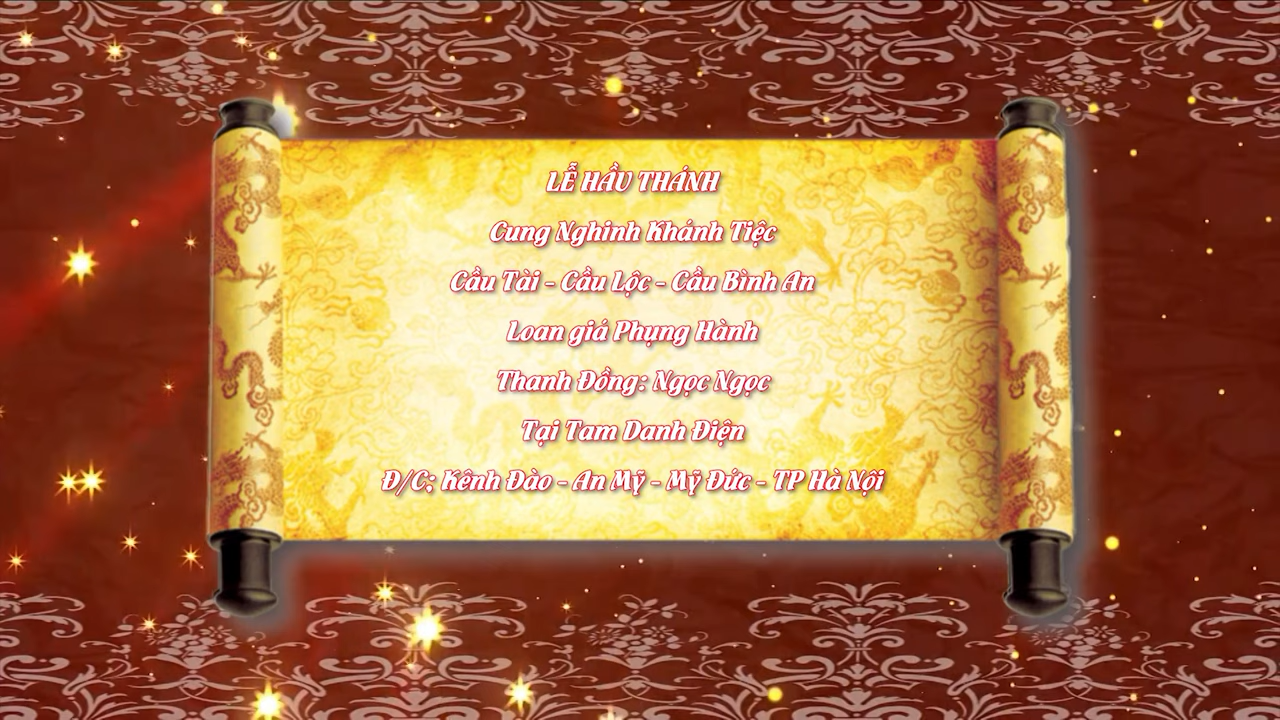 LỄ HẦU THÁNH
Cung Nghinh Khánh Tiệc
Cầu Tài - Cầu Lộc - Cầu Bình An
Loan giá Phụng Hành
Thanh Đồng: Ngọc Ngọc
Tại Tam Danh Điện
Đ/C: Kênh Đào - An Mỹ - Mỹ Đức - TP Hà Nội